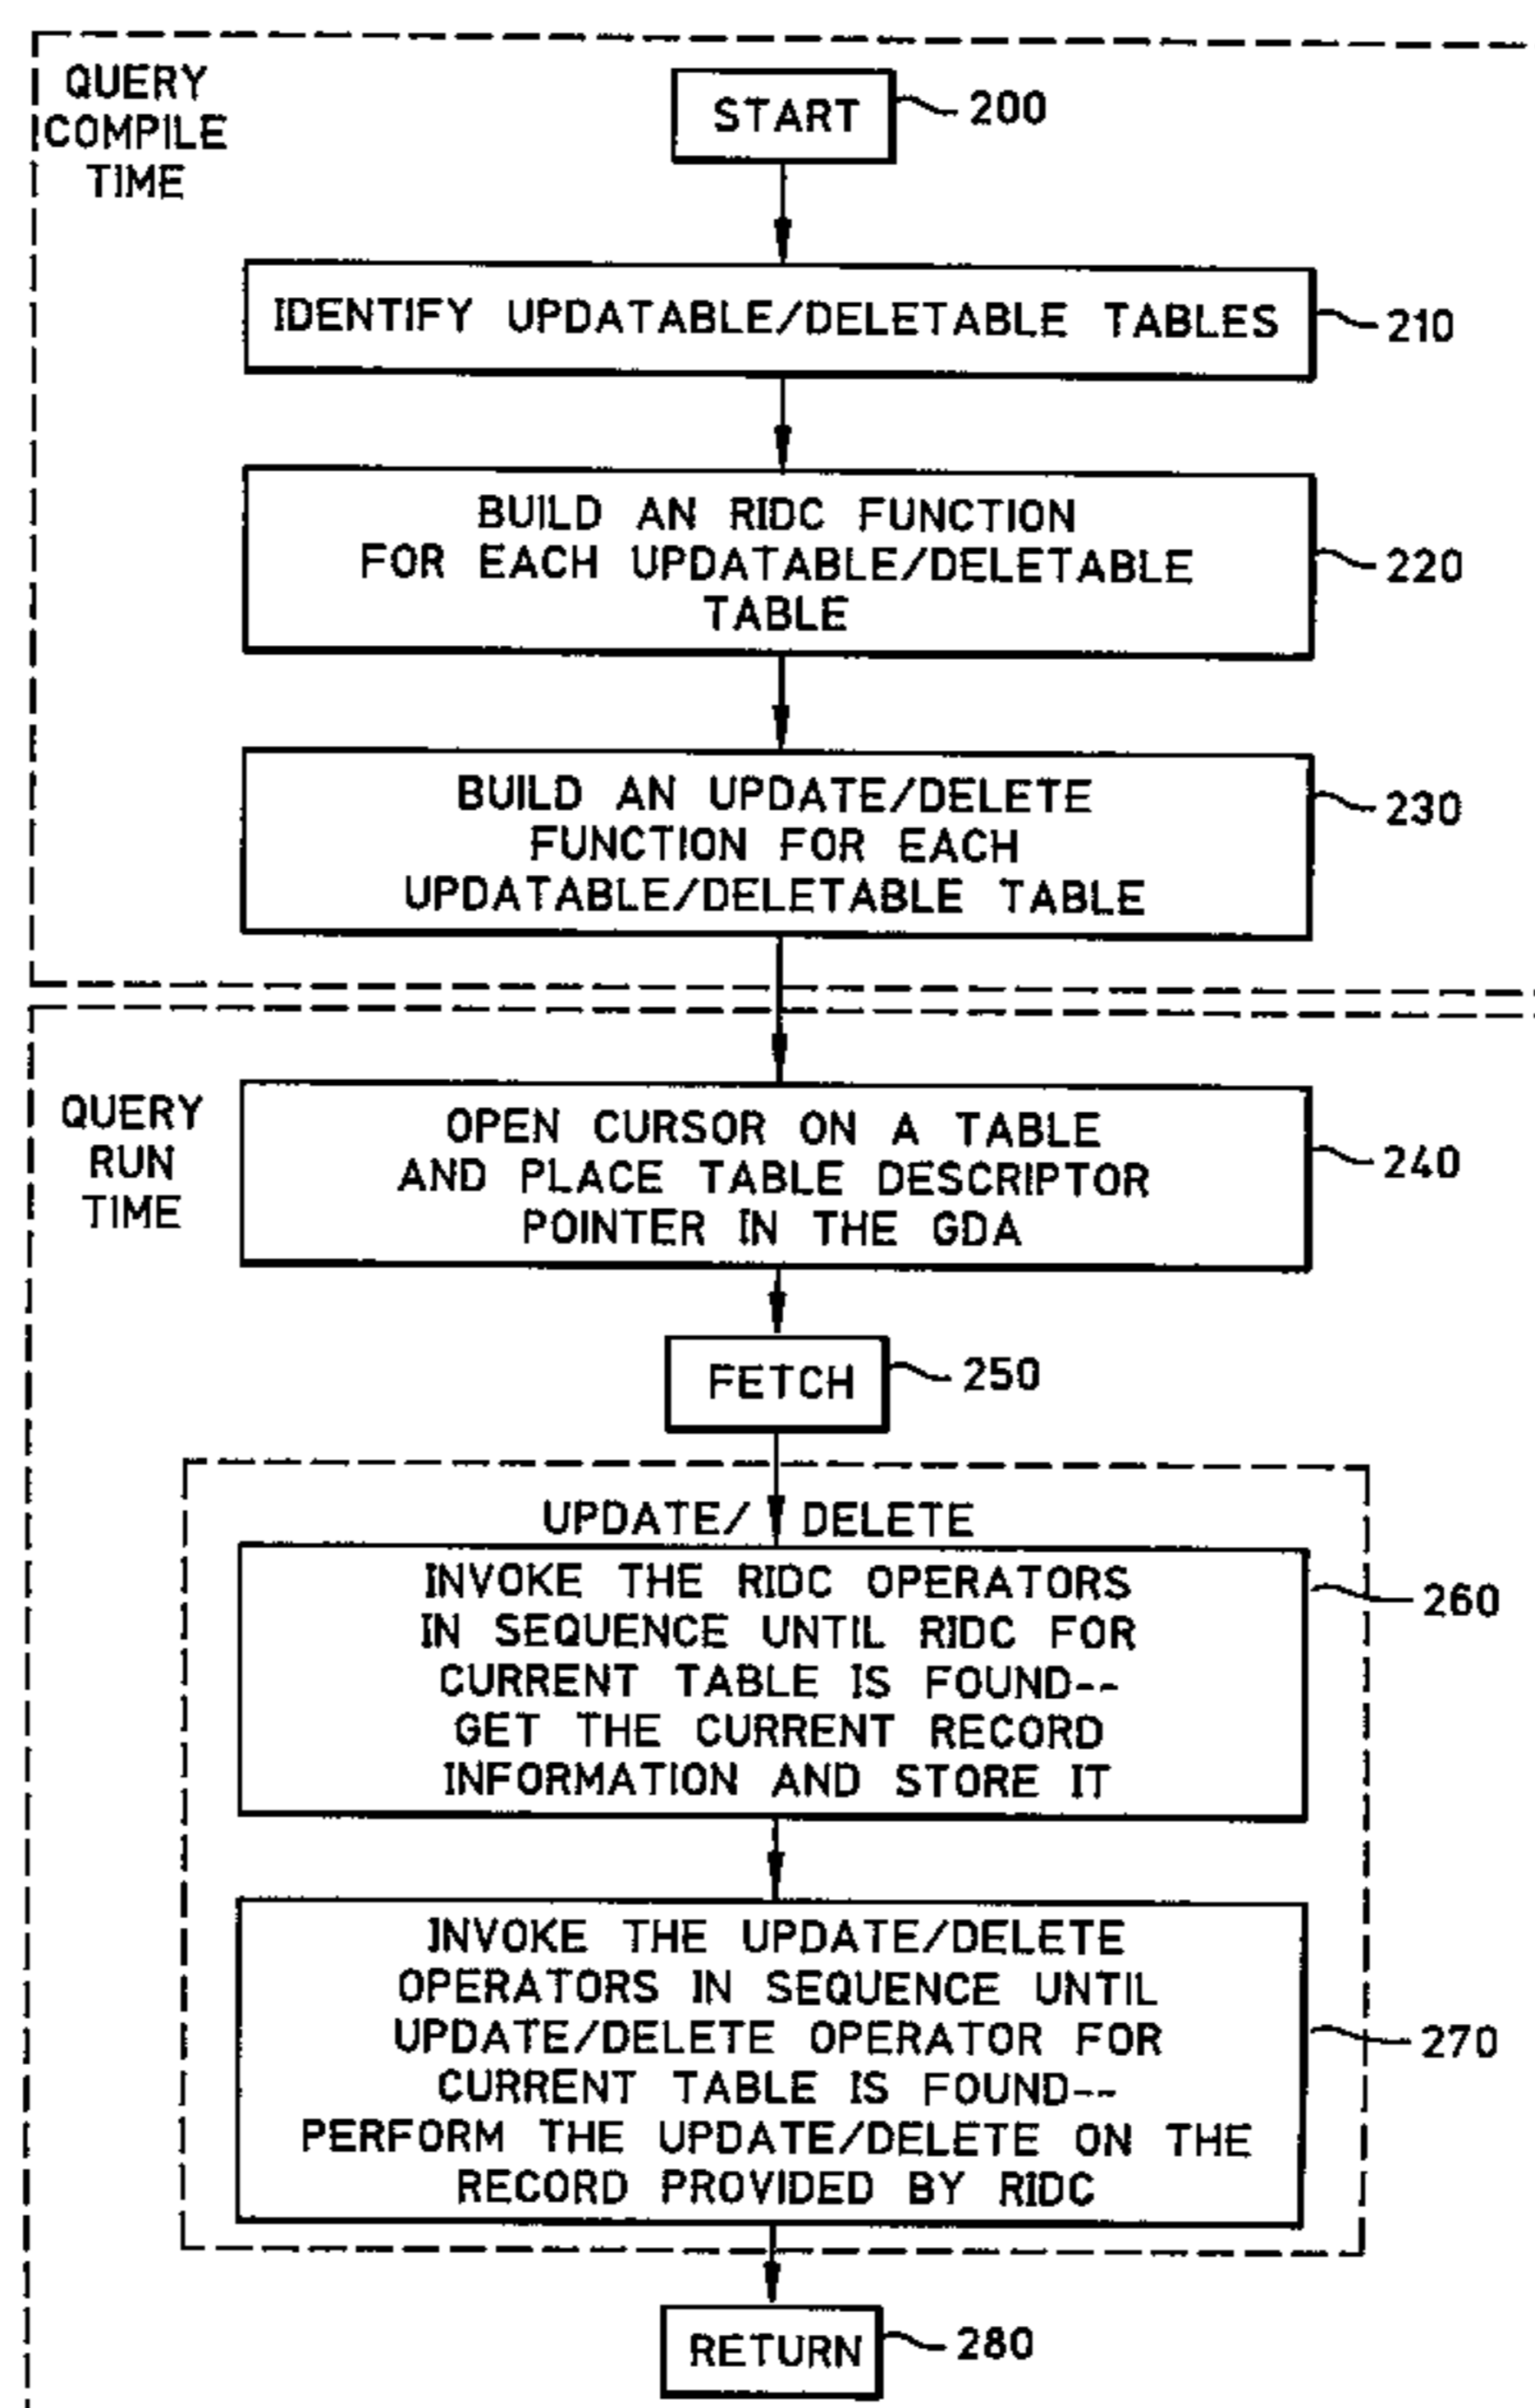 QUERY
COMPILE
TIME
START
200
IDENTIFY UPDATABLE/DELETABLE TABLES
210
BUILD AN RIDC FUNCTION
FOR EACH UPDATABLE/DELETABLE
TABLE
220
BUILD AN UPDATE/DELETE
FUNCTION FOR EACH
UPDATABLE/DELETABLE TABLE
230
QUERY
RUN
TIME
OPEN CURSOR ON A TABLE
AND PLACE TABLE DESCRIPTOR
POINTER IN THE GDA
240
FETCH
250
UPDATE/ DELETE
INVOKE THE RIDC OPERATORS
IN SEQUENCE UNTIL RIDC FOR
CURRENT TABLE IS FOUND--
GET THE CURRENT RECORD
INFORMATION AND STORE IT
260
INVOKE THE UPDATE/DELETE
OPERATORS IN SEQUENCE UNTIL
UPDATE/DELETE OPERATOR FOR
CURRENT TABLE IS FOUND--
PERFORM THE UPDATE/DELETE ON THE
RECORD PROVIDED BY RIDC
270
RETURN
280